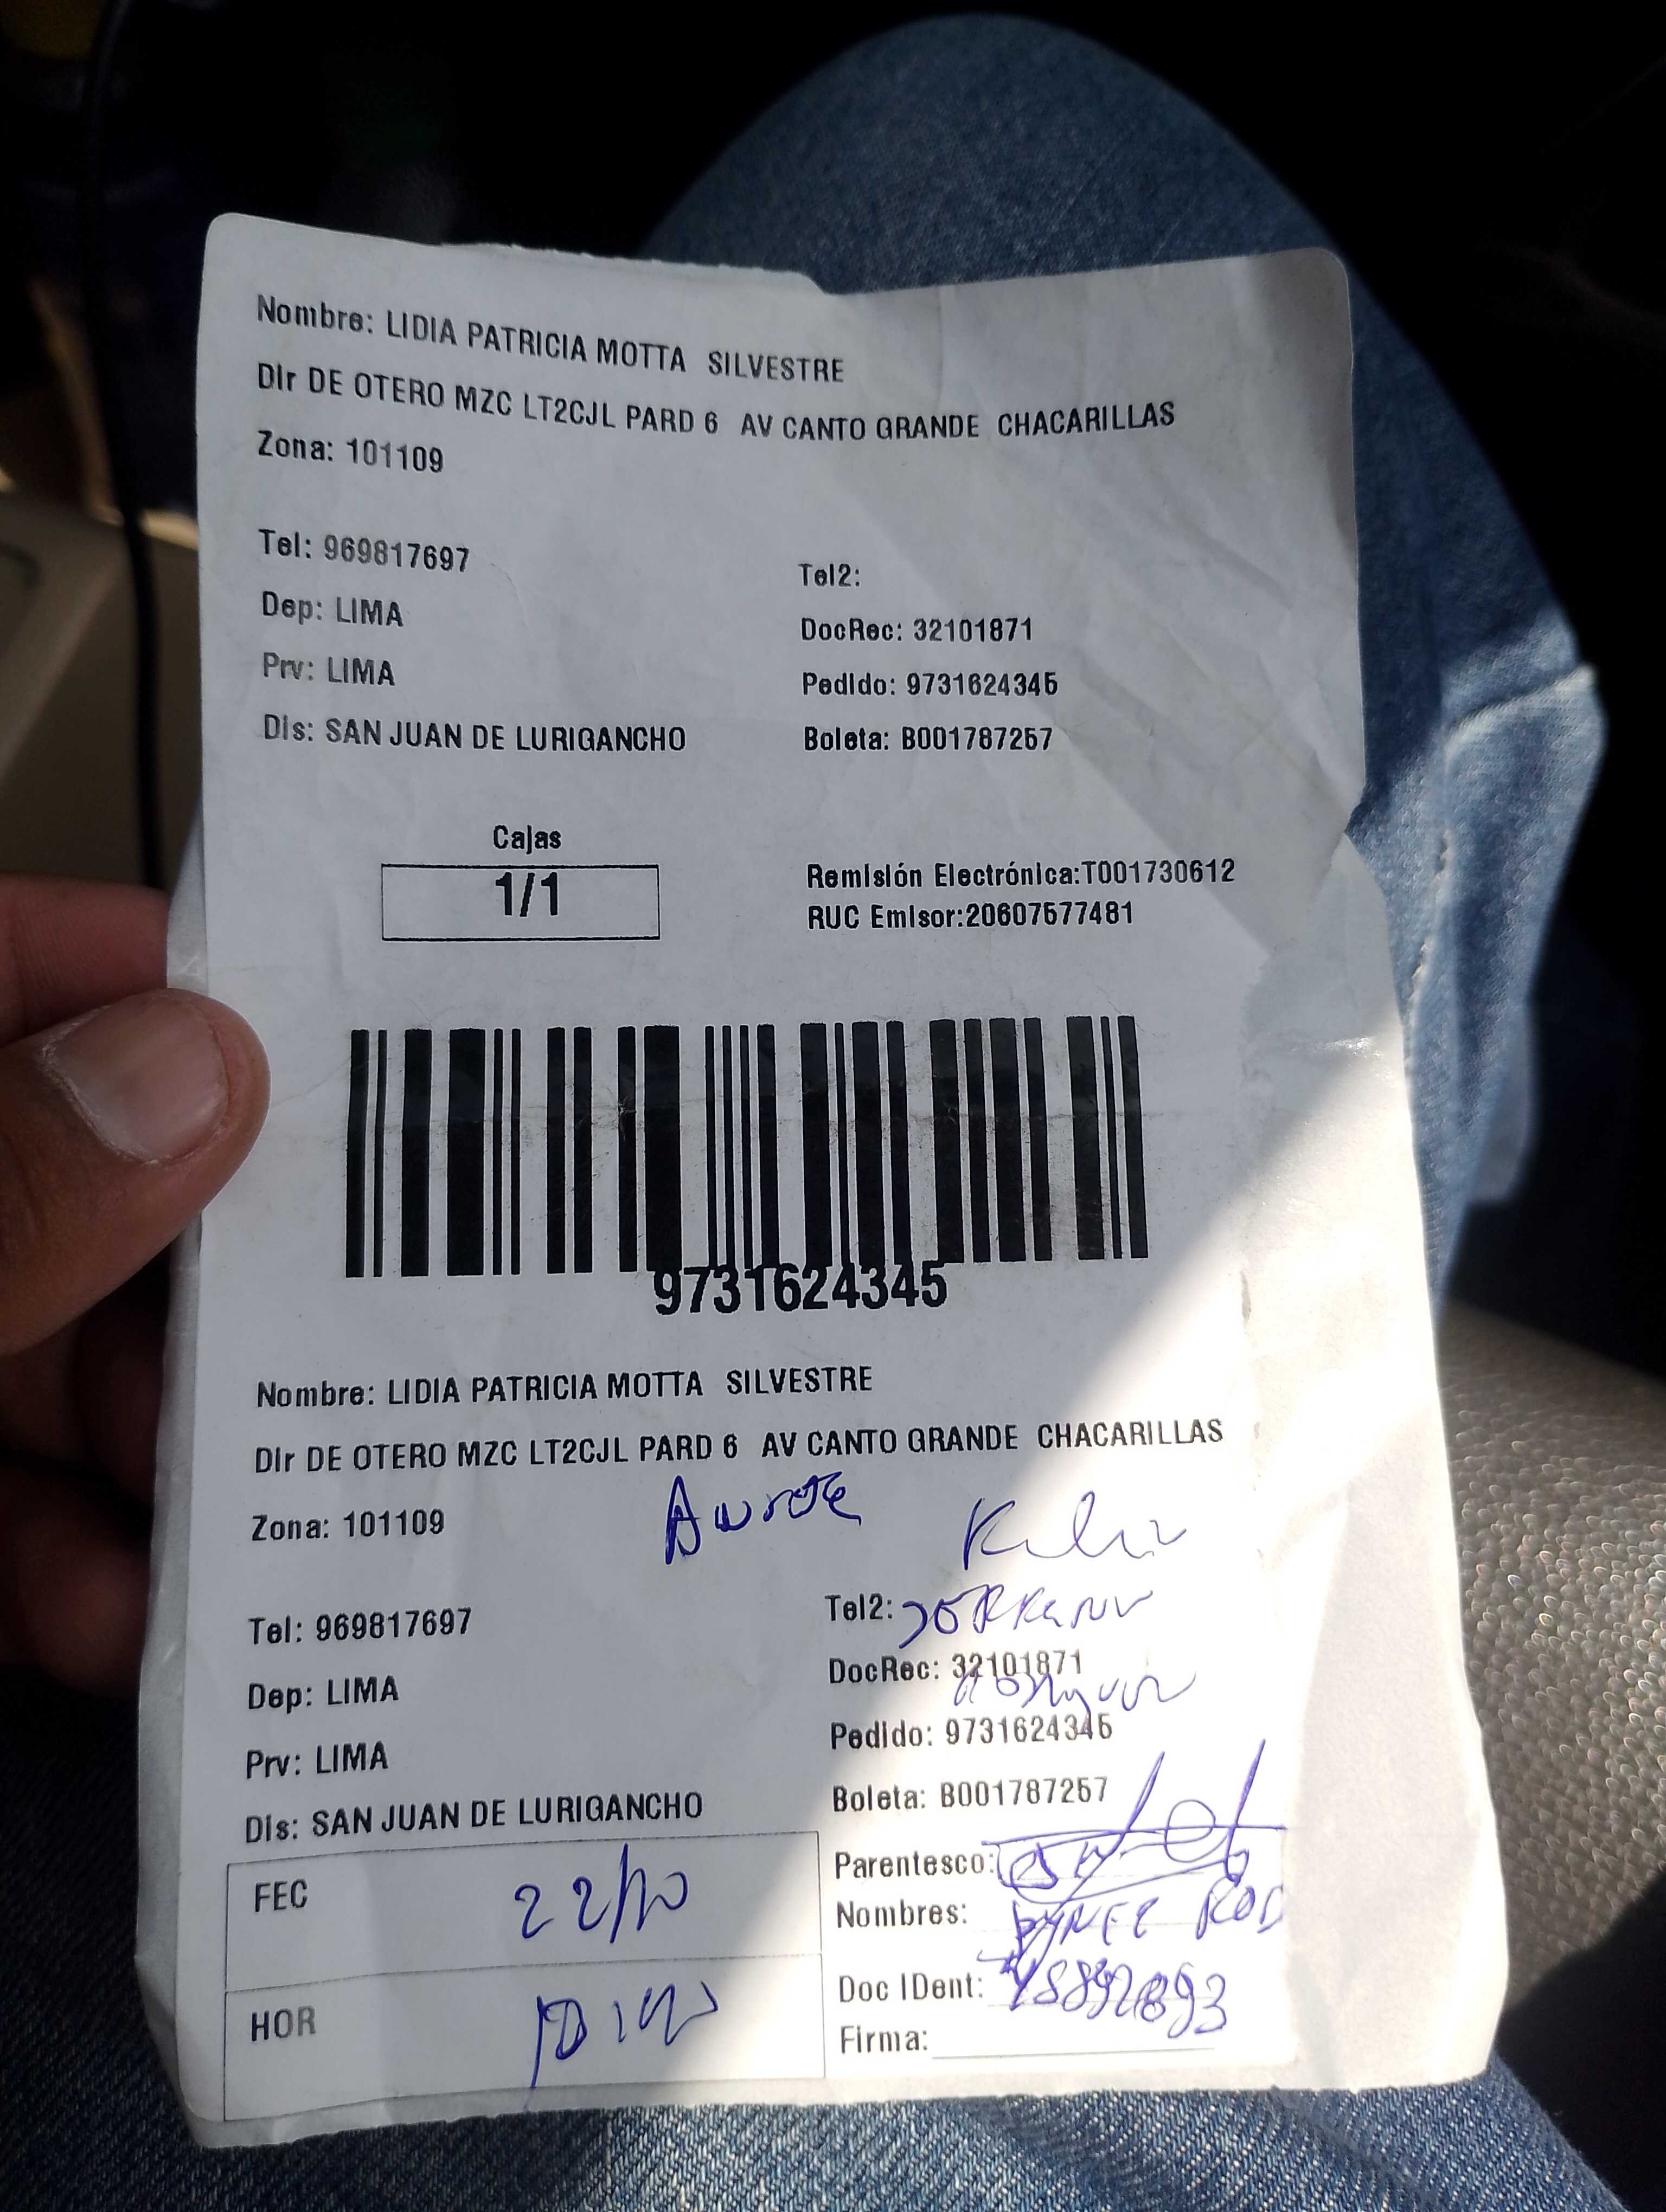 Nombre: LIDIA PATRICIA MOTTA SILVESTRE
Dir DE OTERO MZC LT2CJL PARD 6 AV CANTO GRANDE CHACARILLAS
Zona: 101109
Tel: 969817697
Tel2:
Dep: LIMA
DocRec: 32101871
Prv: LIMA
Pedido: 9731624345
Dis: SAN JUAN DE LURIGANCHO
Boleta: B001787257
Cajas
1/1
Remisión Electrónica:T001730612
RUC Emisor:20607577481
9731624345
Nombre: LIDIA PATRICIA MOTTA SILVESTRE
Dir DE OTERO MZC LT2CJL PARD 6 AV CANTO GRANDE CHACARILLAS
Zona: 101109
Tel: 969817697
Tel2:
Dep: LIMA
DocRec: 32101871
Prv: LIMA
Pedido: 9731624345
Dis: SAN JUAN DE LURIGANCHO
Boleta: B001787257
FEC 22/10
Parentesco:
Nombres:
HOR
Doc IDent:
Firma: